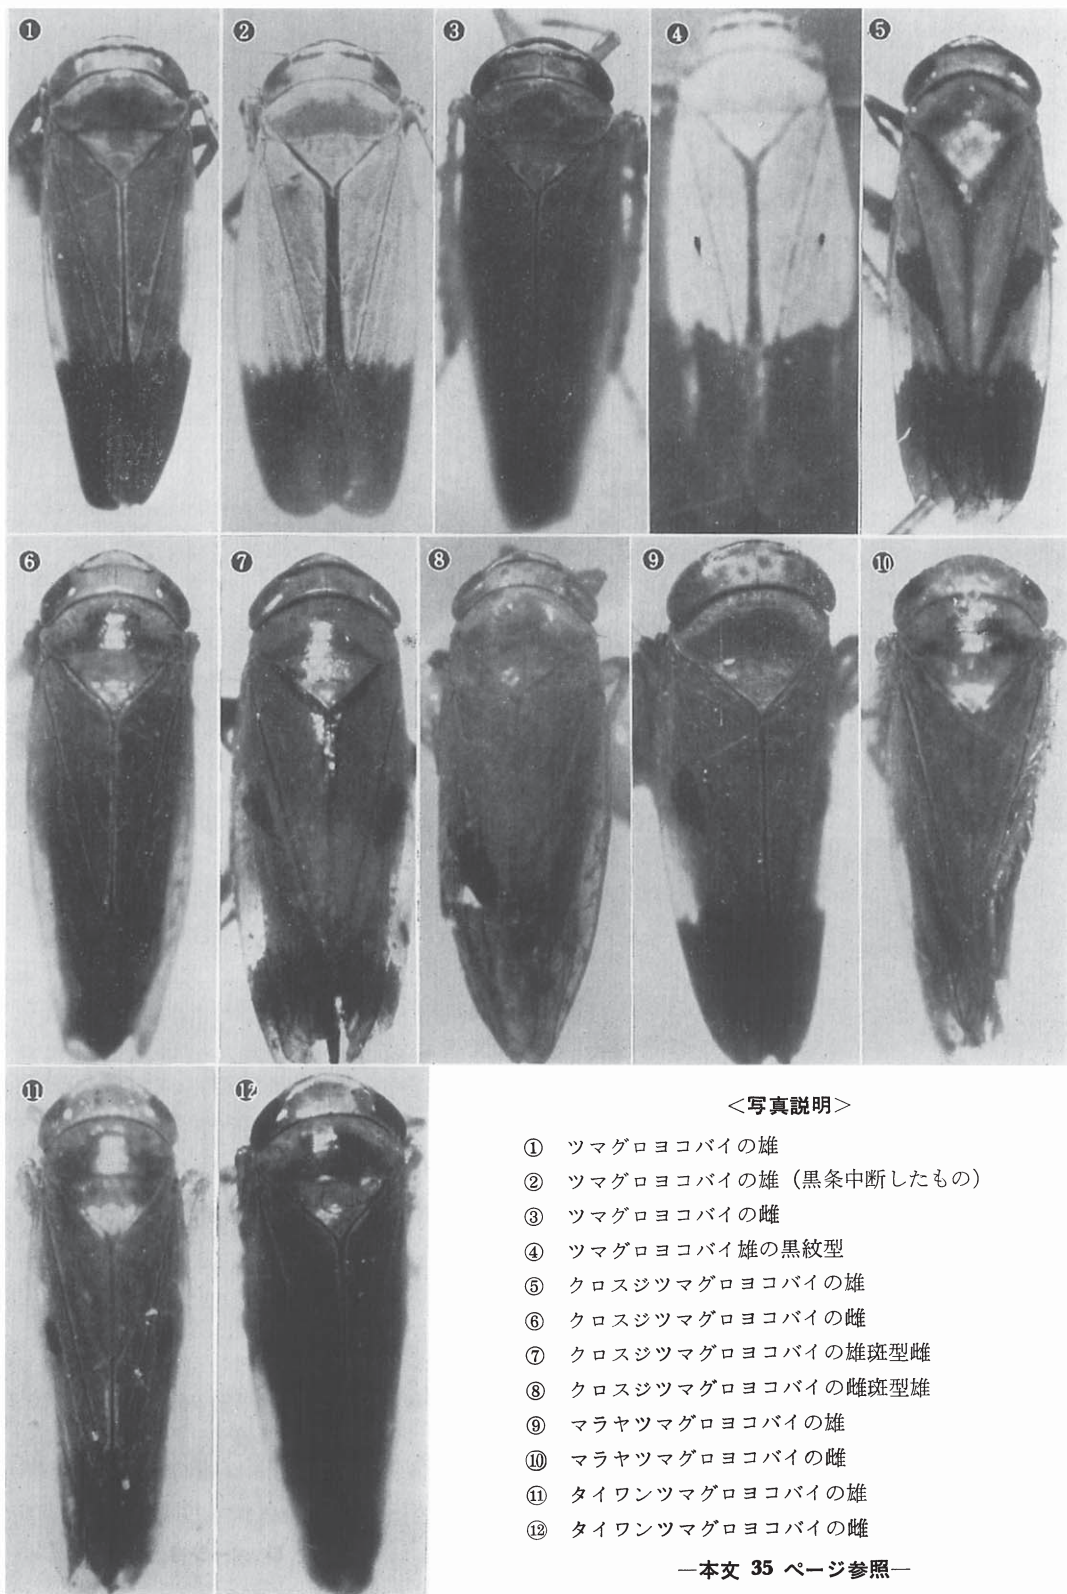 ❶
❷
❸
❹
❺
❻
❼
❽
❾
❿
⓫
⓬
＜写真説明＞
① ツマグロヨコバイの雄
② ツマグロヨコバイの雄（黒条中断したもの）
③ ツマグロヨコバイの雌
④ ツマグロヨコバイ雄の黒紋型
⑤ クロスジツマグロヨコバイの雄
⑥ クロスジツマグロヨコバイの雌
⑦ クロスジツマグロヨコバイの雄斑型雌
⑧ クロスジツマグロヨコバイの雌斑型雄
⑨ マラヤツマグロヨコバイの雄
⑩ マラヤツマグロヨコバイの雌
⑪ タイワンツマグロヨコバイの雄
⑫ タイワンツマグロヨコバイの雌
—本文 35 ページ参照—